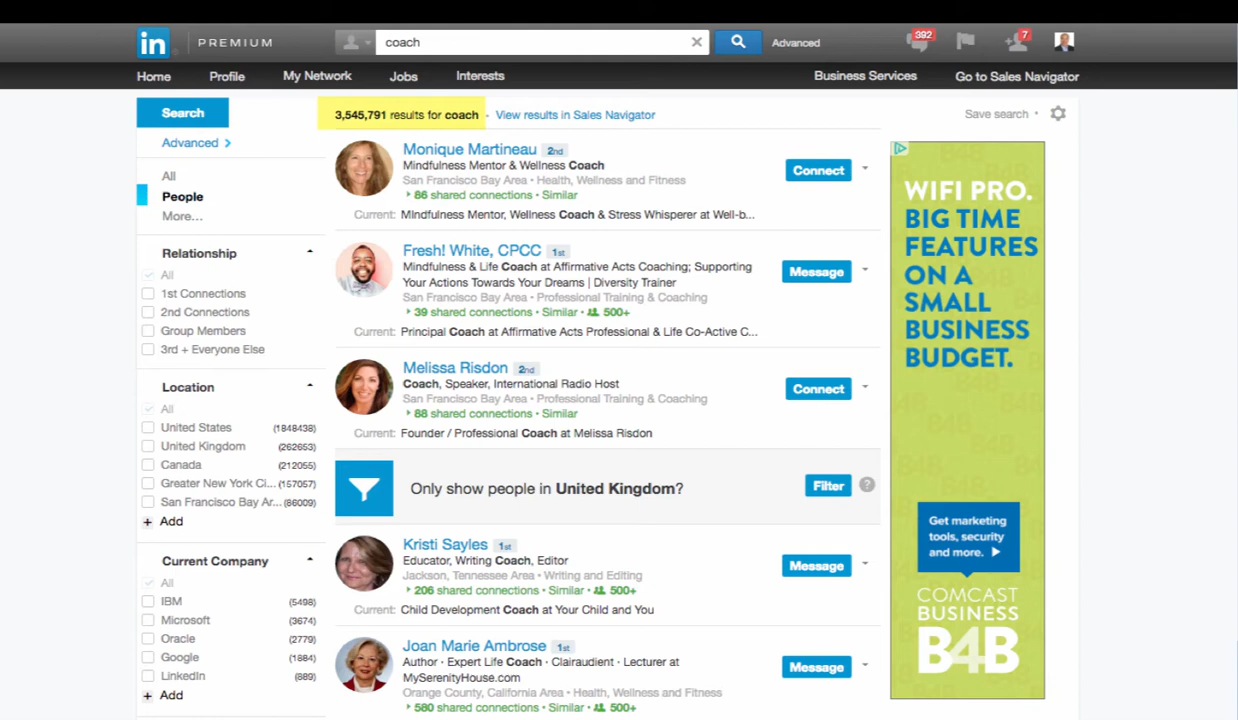 in PREMIUM coach Advanced 392 7
Home Profile My Network Jobs Interests Business Services Go to Sales Navigator
Search
Advanced >
All
People
More...
Relationship
All
1st Connections
2nd Connections
Group Members
3rd + Everyone Else
Location
All
United States (1848438)
United Kingdom (262653)
Canada (212055)
Greater New York Ci... (157057)
San Francisco Bay Ar... (86009)
+ Add
Current Company
All
IBM (5498)
Microsoft (3674)
Oracle (2779)
Google (1884)
LinkedIn (889)
+ Add
3,545,791 results for coach · View results in Sales Navigator
Save search
Monique Martineau 2nd
Mindfulness Mentor & Wellness Coach
San Francisco Bay Area • Health, Wellness and Fitness
86 shared connections • Similar
Current: MIndfulness Mentor, Wellness Coach & Stress Whisperer at Well-b...
Connect
Fresh! White, CPCC 1st
Mindfulness & Life Coach at Affirmative Acts Coaching; Supporting
Your Actions Towards Your Dreams | Diversity Trainer
San Francisco Bay Area • Professional Training & Coaching
39 shared connections • Similar • 500+
Current: Principal Coach at Affirmative Acts Professional & Life Co-Active C...
Message
Melissa Risdon 2nd
Coach, Speaker, International Radio Host
San Francisco Bay Area • Professional Training & Coaching
88 shared connections • Similar
Current: Founder / Professional Coach at Melissa Risdon
Connect
Only show people in United Kingdom?
Filter ?
Kristi Sayles 1st
Educator, Writing Coach, Editor
Jackson, Tennessee Area • Writing and Editing
206 shared connections • Similar • 500+
Current: Child Development Coach at Your Child and You
Message
Joan Marie Ambrose 1st
Author · Expert Life Coach · Clairaudient · Lecturer at
MySerenityHouse.com
Orange County, California Area • Health, Wellness and Fitness
580 shared connections • Similar • 500+
Message
WIFI PRO.
BIG TIME
FEATURES
ON A
SMALL
BUSINESS
BUDGET.
Get marketing
tools, security
and more.
COMCAST
BUSINESS
B4B